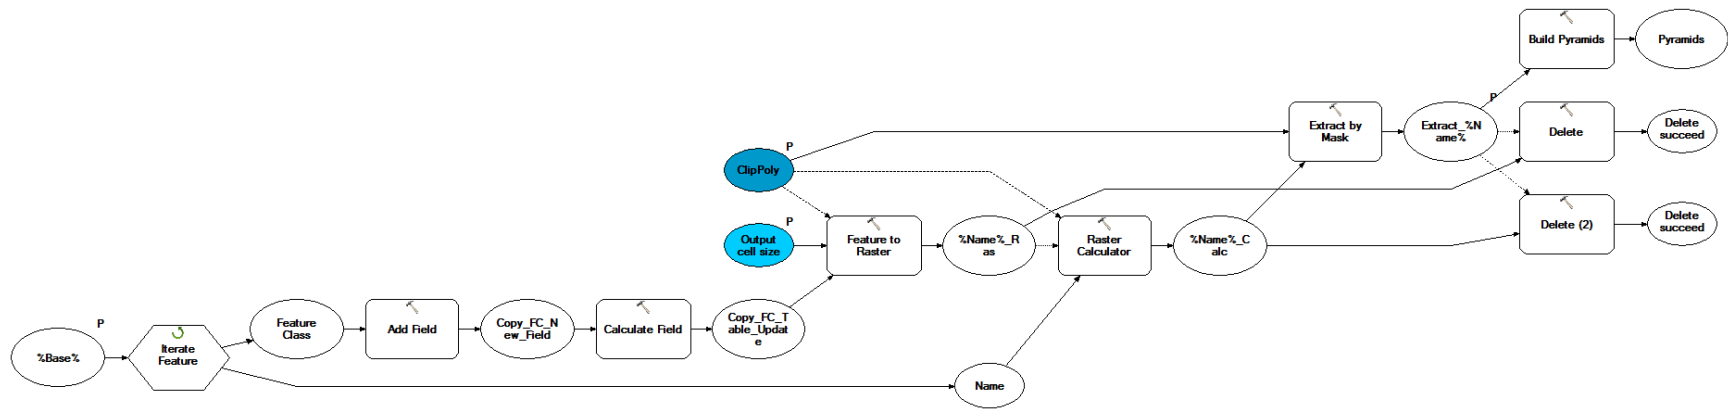 Build Pyramids
Pyramids
P
Extract by
Mask
Extract_%N
ame%
Delete
Delete
succeed
P
ClipPoly
P
Output
cell size
Feature to
Raster
%Name%_R
as
Raster
Calculator
%Name%_C
alc
Delete (2)
Delete
succeed
P
%Base%
Iterate
Feature
Feature
Class
Add Field
Copy_FC_N
ew_Field
Calculate Field
Copy_FC_T
able_Updat
e
Name